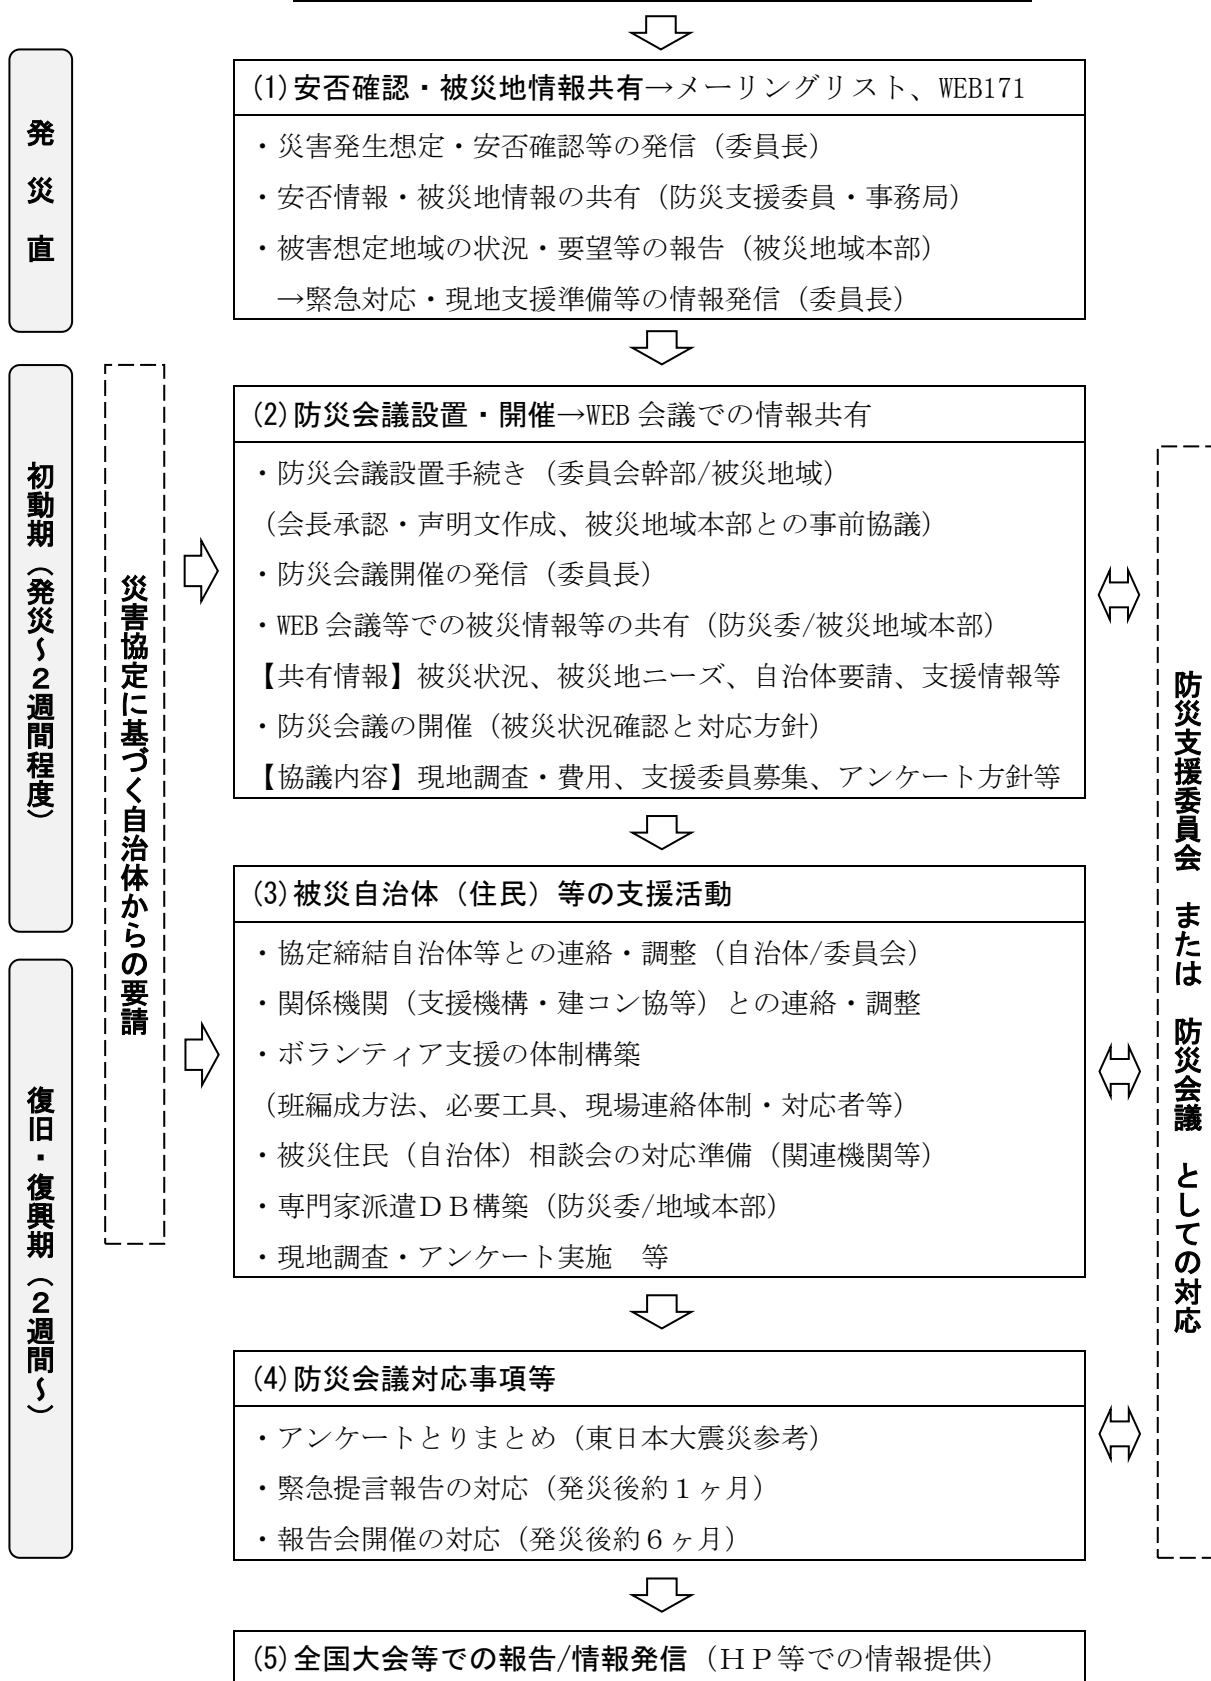 発災直
(1)安否確認・被災地情報共有→メーリングリスト、WEB171
・災害発生想定・安否確認等の発信（委員長）
・安否情報・被災地情報の共有（防災支援委員・事務局）
・被害想定地域の状況・要望等の報告（被災地域本部）
→緊急対応・現地支援準備等の情報発信（委員長）
初動期（発災～２週間程度）
災害協定に基づく自治体からの要請
(2)防災会議設置・開催→WEB 会議での情報共有
・防災会議設置手続き（委員会幹部/被災地域）
（会長承認・声明文作成、被災地域本部との事前協議）
・防災会議開催の発信（委員長）
・WEB 会議等での被災情報等の共有（防災委/被災地域本部）
【共有情報】被災状況、被災地ニーズ、自治体要請、支援情報等
・防災会議の開催（被災状況確認と対応方針）
【協議内容】現地調査・費用、支援委員募集、アンケート方針等
防災支援委員会　または　防災会議　としての対応
(3)被災自治体（住民）等の支援活動
・協定締結自治体等との連絡・調整（自治体/委員会）
・関係機関（支援機構・建コン協等）との連絡・調整
・ボランティア支援の体制構築
（班編成方法、必要工具、現場連絡体制・対応者等）
・被災住民（自治体）相談会の対応準備（関連機関等）
・専門家派遣ＤＢ構築（防災委/地域本部）
・現地調査・アンケート実施　等
復旧・復興期（２週間～）
(4)防災会議対応事項等
・アンケートとりまとめ（東日本大震災参考）
・緊急提言報告の対応（発災後約１ヶ月）
・報告会開催の対応（発災後約６ヶ月）
(5)全国大会等での報告/情報発信（ＨＰ等での情報提供）